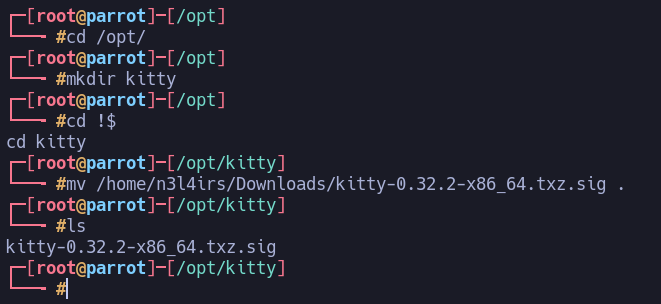 ┌─[root@parrot]─[/opt]
└──╼ #cd /opt/
┌─[root@parrot]─[/opt]
└──╼ #mkdir kitty
┌─[root@parrot]─[/opt]
└──╼ #cd !$
cd kitty
┌─[root@parrot]─[/opt/kitty]
└──╼ #mv /home/n3l4irs/Downloads/kitty-0.32.2-x86_64.txz.sig .
┌─[root@parrot]─[/opt/kitty]
└──╼ #ls
kitty-0.32.2-x86_64.txz.sig
┌─[root@parrot]─[/opt/kitty]
└──╼ #